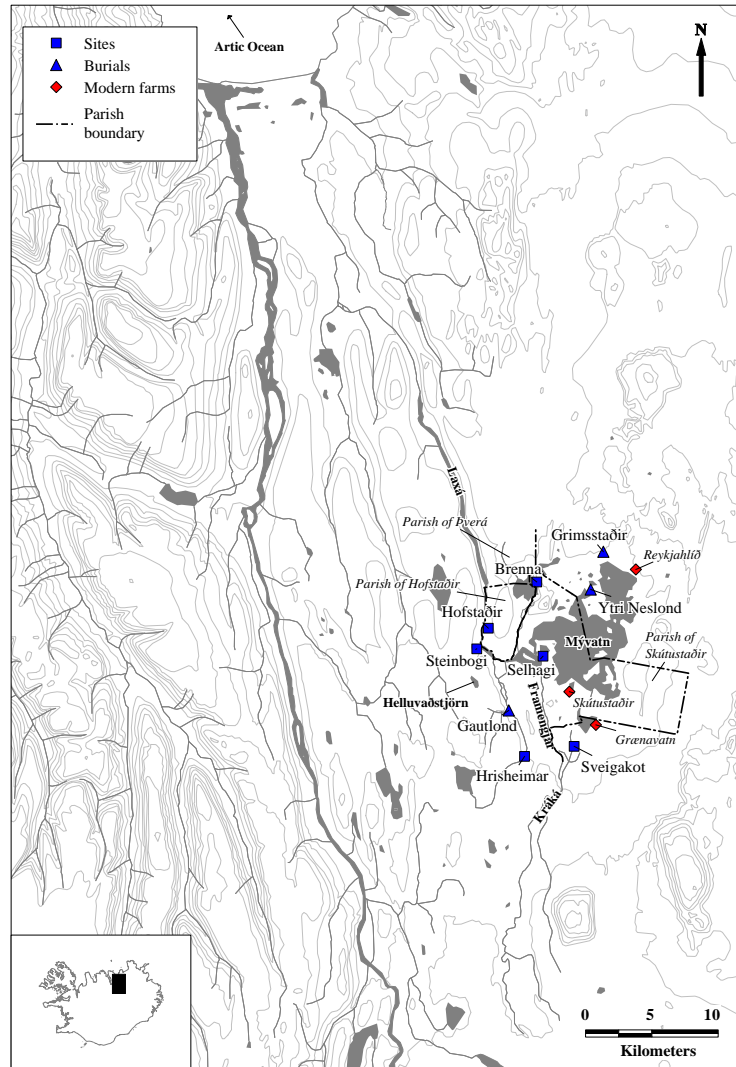 Artic Ocean
N
Sites
Burials
Modern farms
Parish
boundary
Laxá
Parish of Þverá
Grimsstaðir
Reykjahlíð
Brenna
Parish of Hofstaðir
Ytri Neslond
Hofstaðir
Mývatn
Parish of
Skútustaðir
Steinbogi
Selhagi
Helluvaðstjörn
Framengjar
Skútustaðir
Gautlond
Grænavatn
Hrisheimar
Sveigakot
Kráká
0 5 10
Kilometers